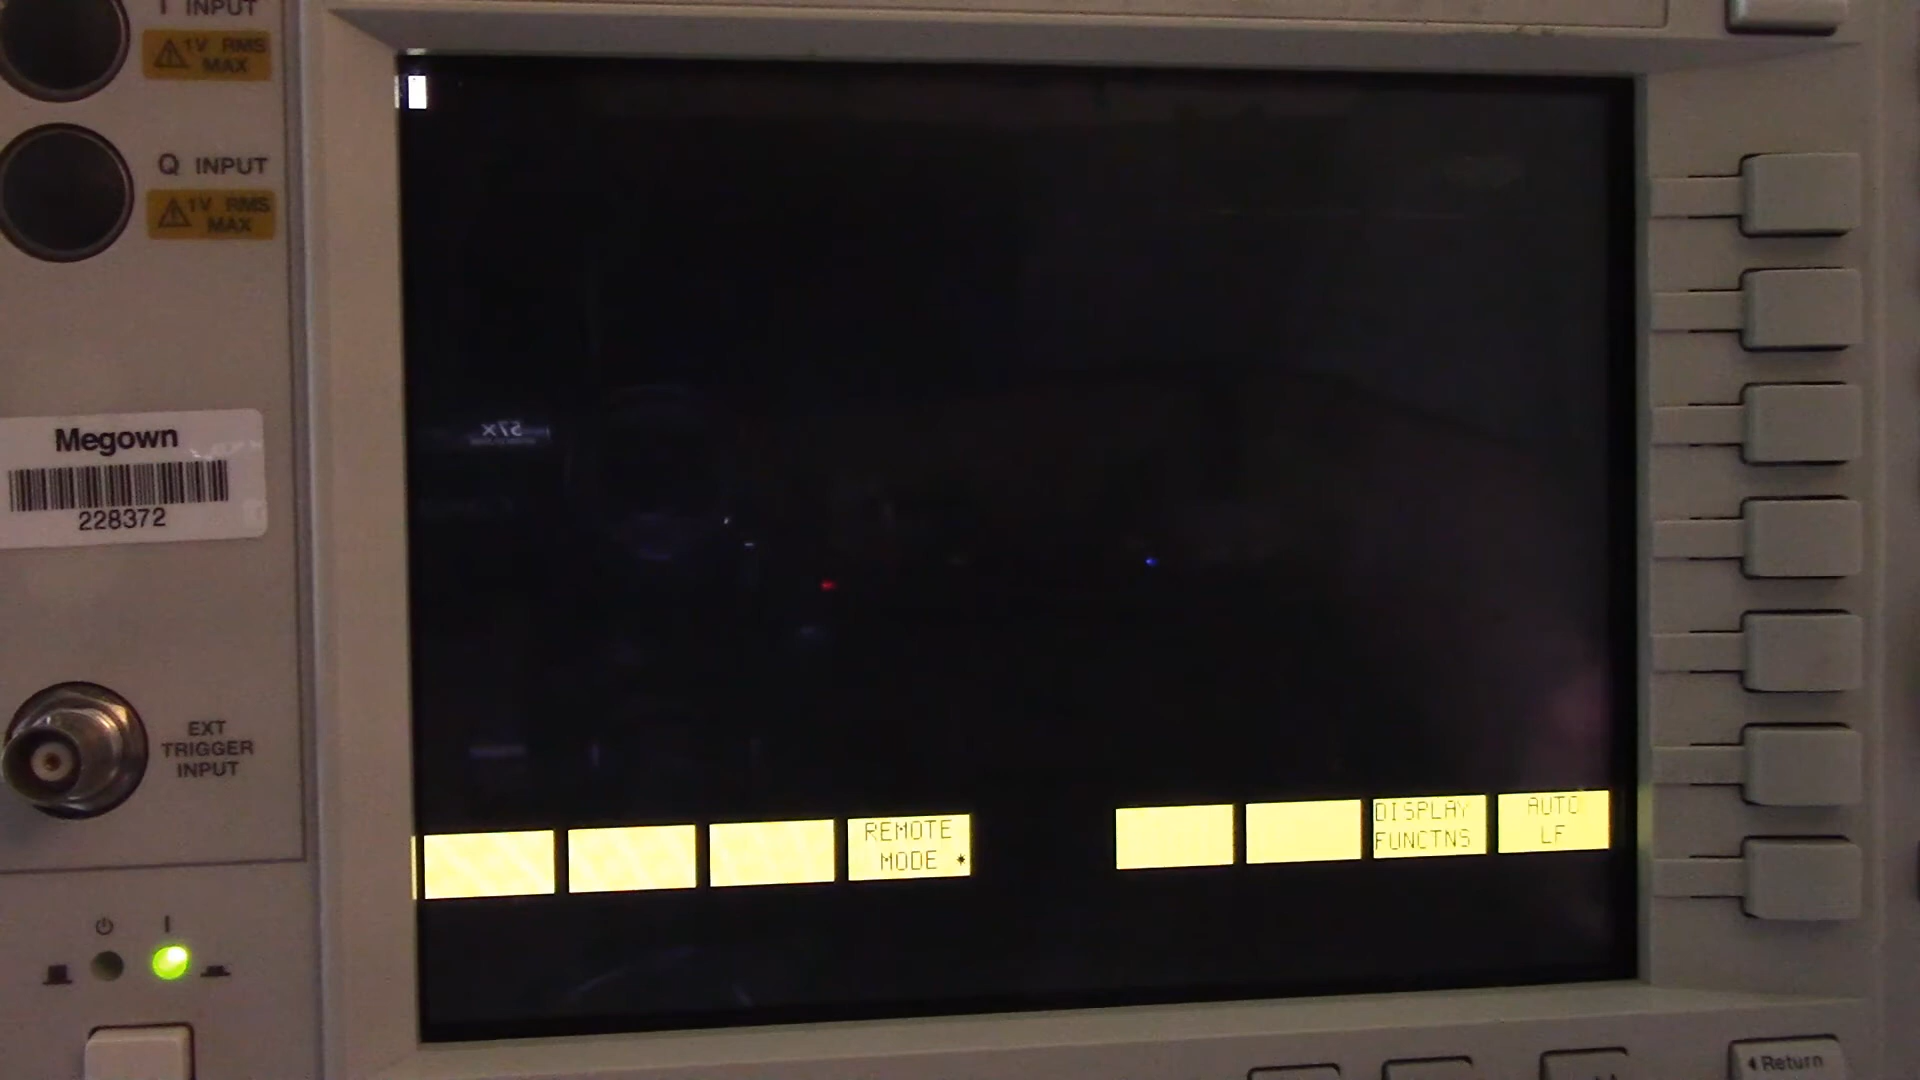 I INPUT
1V RMS
MAX
Q INPUT
1V RMS
MAX
Megown
228372
EXT
TRIGGER
INPUT
57x
REMOTE
MODE *
DISPLAY
FUNCTNS
AUTO
LF
Return